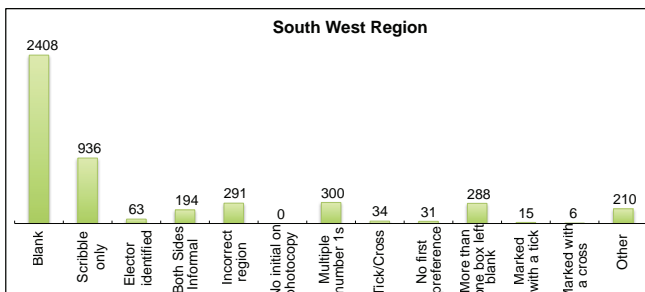 South West Region
2408
936
63
194
291
0
300
34
31
288
15
6
210
Blank
Scribble
only
Elector
identified
Both Sides
Informal
Incorrect
region
No initial on
photocopy
Multiple
number 1s
Tick/Cross
No first
preference
More than
one box left
blank
Marked
with a tick
Marked with
a cross
Other